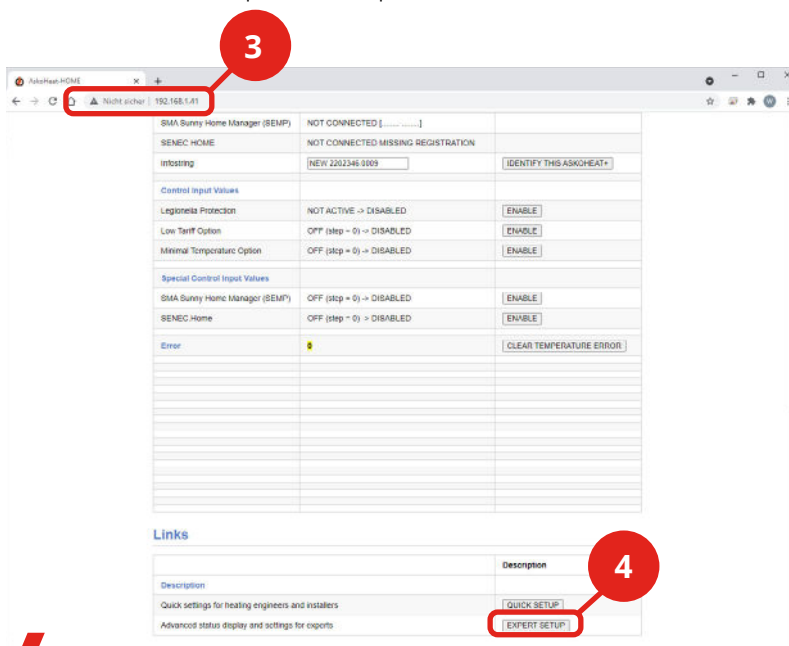 3
AskoHeat-HOME
Nicht sicher | 192.168.1.41
SMA Sunny Home Manager (SEMP) NOT CONNECTED [...... ......]
SENEC HOME NOT CONNECTED MISSING REGISTRATION
Infostring NEW 2202346.0009 IDENTIFY THIS ASKOHEAT+
Control Input Values
Legionella Protection NOT ACTIVE -> DISABLED ENABLE
Low Tariff Option OFF (step = 0) -> DISABLED ENABLE
Minimal Temperature Option OFF (step = 0) -> DISABLED ENABLE
Special Control Input Values
SMA Sunny Home Manager (SEMP) OFF (step = 0) -> DISABLED ENABLE
SENEC.Home OFF (step = 0) -> DISABLED ENABLE
Error 0 CLEAR TEMPERATURE ERROR
Links
4
Description
Description
Quick settings for heating engineers and installers QUICK SETUP
Advanced status display and settings for experts EXPERT SETUP